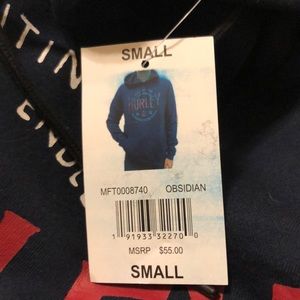 SMALL
HURLEY
MFT0008740 OBSIDIAN
1 91933 32270 0
MSRP $55.00
SMALL